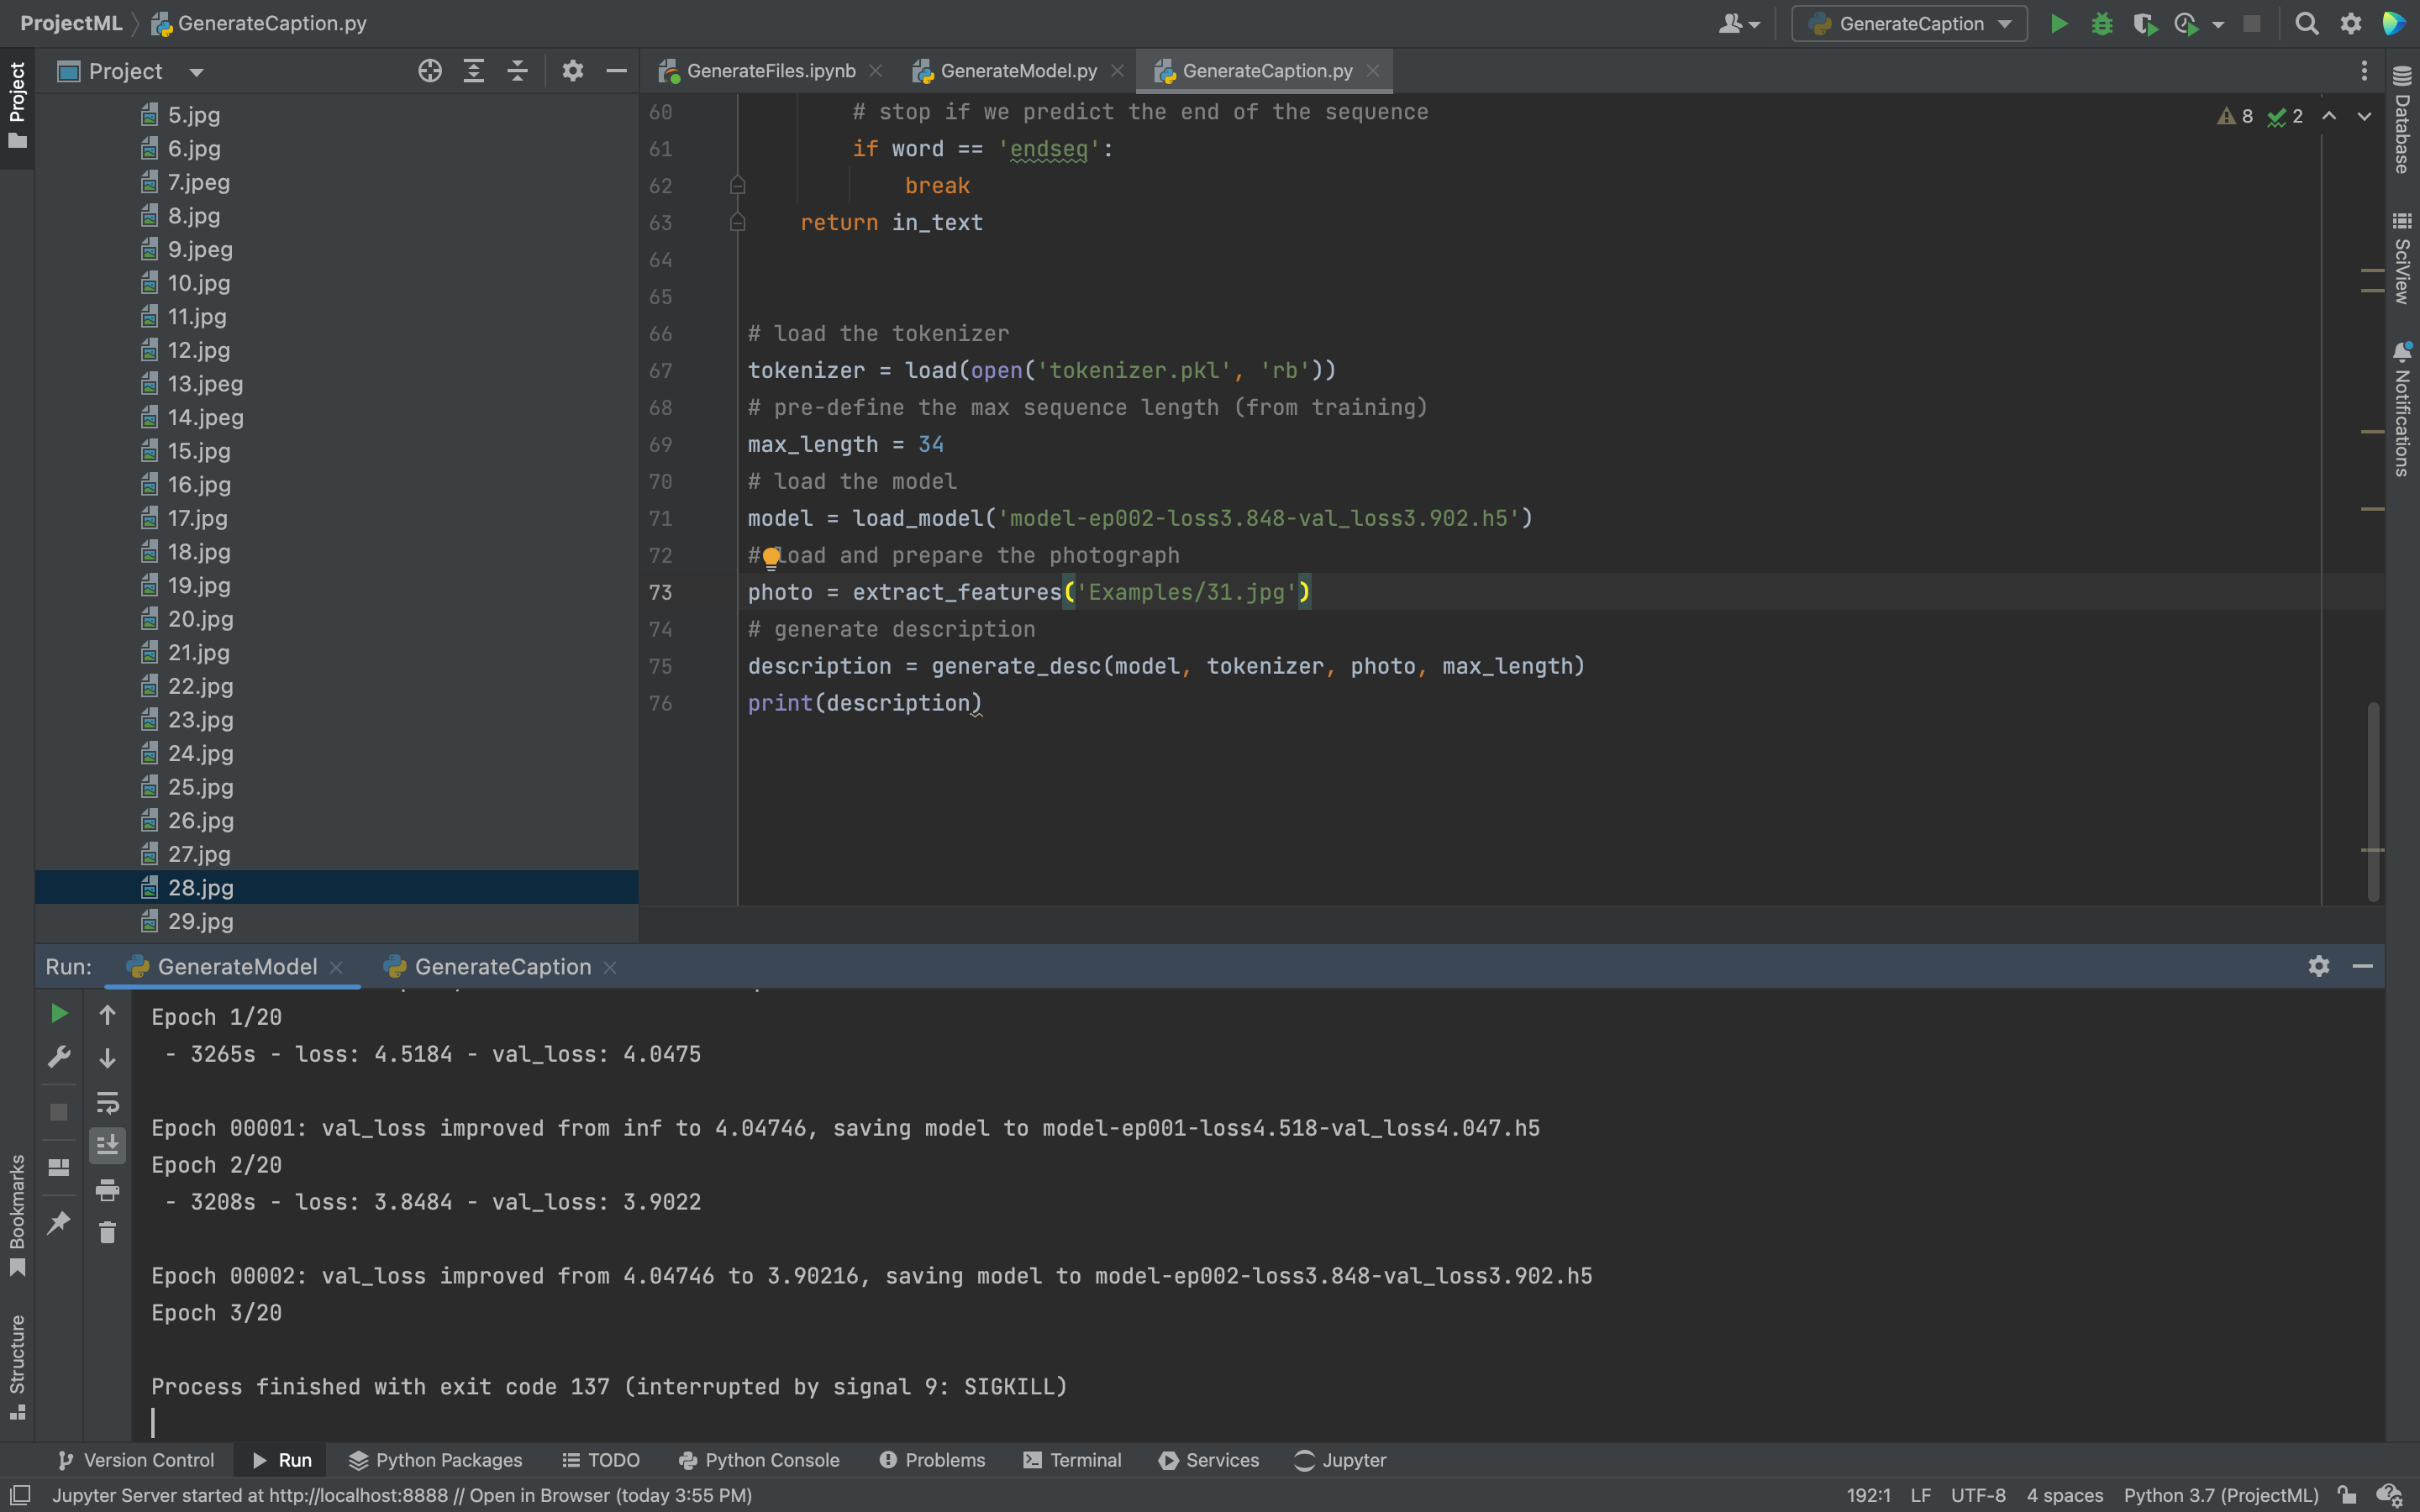 ProjectML
GenerateCaption.py
GenerateCaption
Project
Project
GenerateFiles.ipynb
GenerateModel.py
GenerateCaption.py
5.jpg
6.jpg
7.jpeg
8.jpg
9.jpeg
10.jpg
11.jpg
12.jpg
13.jpeg
14.jpeg
15.jpg
16.jpg
17.jpg
18.jpg
19.jpg
20.jpg
21.jpg
22.jpg
23.jpg
24.jpg
25.jpg
26.jpg
27.jpg
28.jpg
29.jpg
60 # stop if we predict the end of the sequence
61 if word == 'endseq':
62 break
63 return in_text
64
65
66 # load the tokenizer
67 tokenizer = load(open('tokenizer.pkl', 'rb'))
68 # pre-define the max sequence length (from training)
69 max_length = 34
70 # load the model
71 model = load_model('model-ep002-loss3.848-val_loss3.902.h5')
72 # load and prepare the photograph
73 photo = extract_features('Examples/31.jpg')
74 # generate description
75 description = generate_desc(model, tokenizer, photo, max_length)
76 print(description)
8 2
Database
SciView
Notifications
Run:
GenerateModel
GenerateCaption
Epoch 1/20
- 3265s - loss: 4.5184 - val_loss: 4.0475
Epoch 00001: val_loss improved from inf to 4.04746, saving model to model-ep001-loss4.518-val_loss4.047.h5
Epoch 2/20
- 3208s - loss: 3.8484 - val_loss: 3.9022
Epoch 00002: val_loss improved from 4.04746 to 3.90216, saving model to model-ep002-loss3.848-val_loss3.902.h5
Epoch 3/20
Process finished with exit code 137 (interrupted by signal 9: SIGKILL)
Bookmarks
Structure
Version Control
Run
Python Packages
TODO
Python Console
Problems
Terminal
Services
Jupyter
Jupyter Server started at http://localhost:8888 // Open in Browser (today 3:55 PM)
192:1 LF UTF-8 4 spaces Python 3.7 (ProjectML)